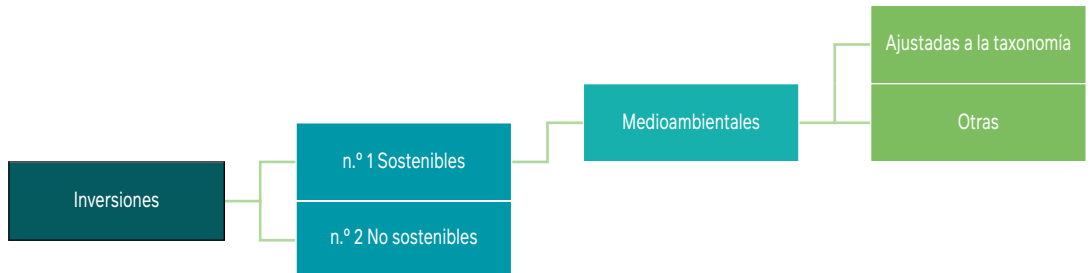 Inversiones
n.º 1 Sostenibles
n.º 2 No sostenibles
Medioambientales
Ajustadas a la taxonomía
Otras